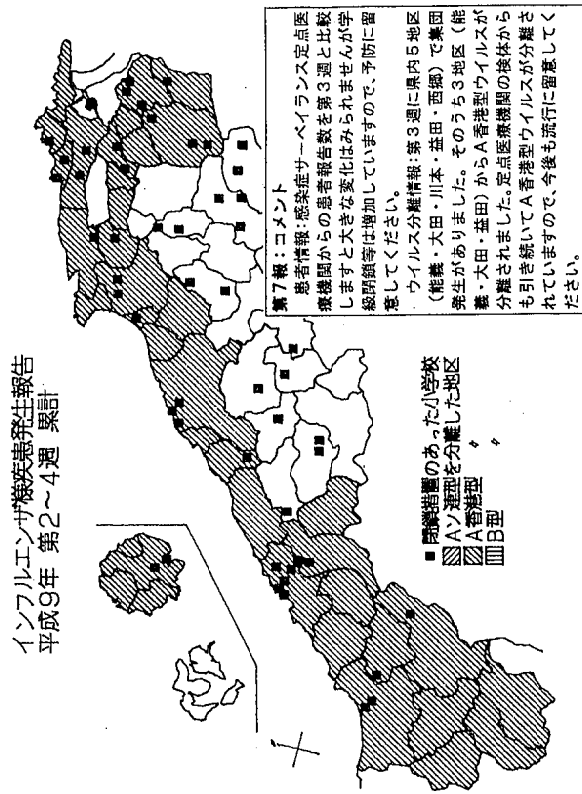 インフルエンザ様疾患発生報告
平成9年 第2～4週 累計
第7報：コメント
患者情報：感染症サーベイランス定点医
療機関からの患者報告数を第3週と比較
しますと大きな変化はみられませんが学
級閉鎖等は増加していますので、予防に留
意してください。
ウイルス分離情報：第3週に県内5地区
（能義・大田・川本・益田・西郷）で集団
発生がありました。そのうち3地区（能
義・大田・益田）からA香港型ウイルスが
分離されました。定点医療機関の検体から
も引き続いてA香港型ウイルスが分離さ
れていますので、今後も流行に留意してく
ださい。
■ 閉鎖措置のあった小学校
Aソ連型を分離した地区
A香港型 〃
B型 〃